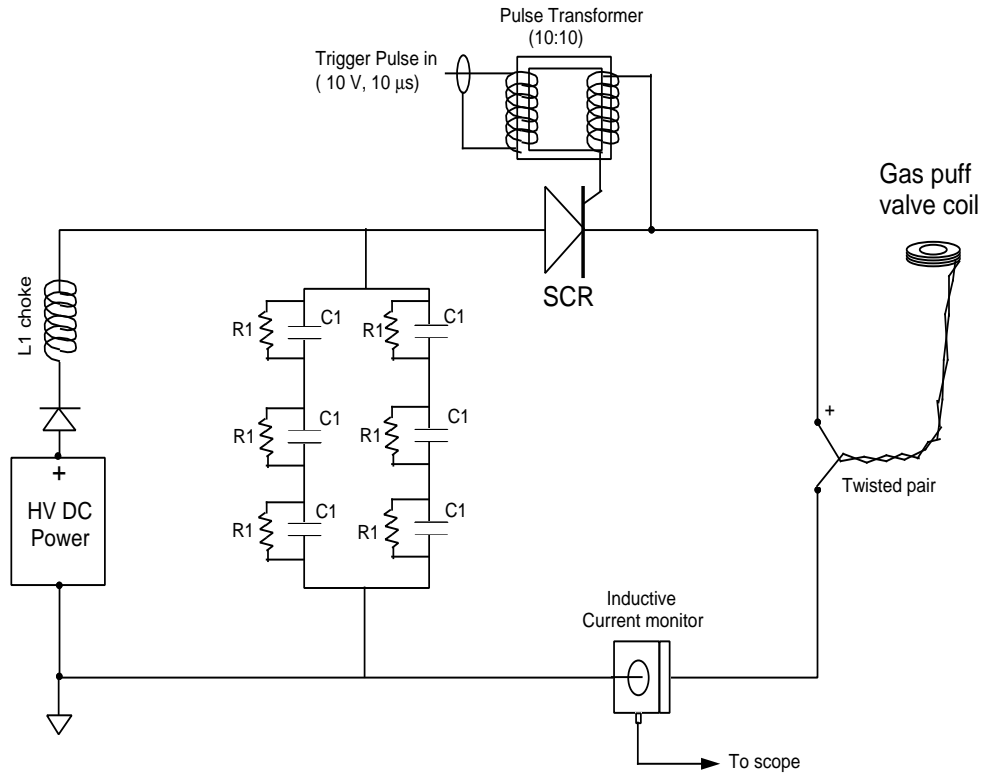 Pulse Transformer
(10:10)
Trigger Pulse in
( 10 V, 10 μs)
Gas puff
valve coil
SCR
L1 choke
R1
C1
R1
C1
R1
C1
R1
C1
R1
C1
R1
C1
+
HV DC
Power
+
Twisted pair
Inductive
Current monitor
To scope